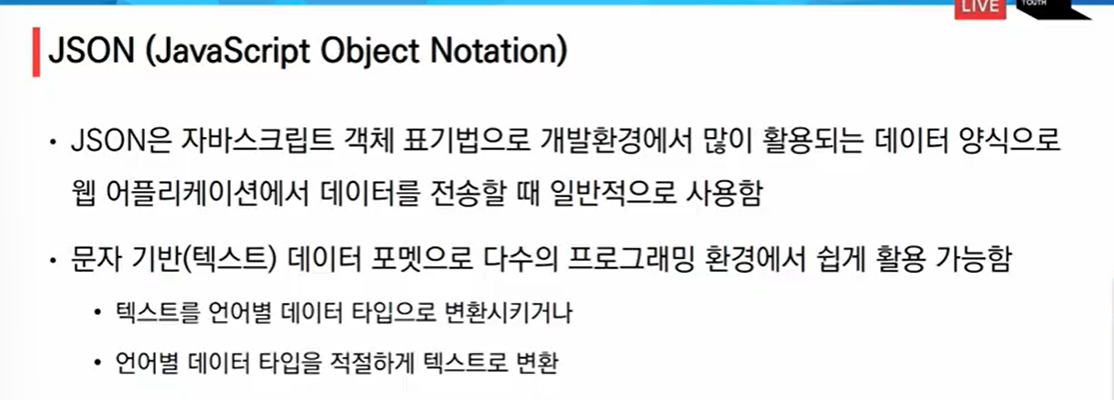 LIVE
YOUTH
JSON (JavaScript Object Notation)
• JSON은 자바스크립트 객체 표기법으로 개발환경에서 많이 활용되는 데이터 양식으로
웹 어플리케이션에서 데이터를 전송할 때 일반적으로 사용함
• 문자 기반(텍스트) 데이터 포멧으로 다수의 프로그래밍 환경에서 쉽게 활용 가능함
• 텍스트를 언어별 데이터 타입으로 변환시키거나
• 언어별 데이터 타입을 적절하게 텍스트로 변환